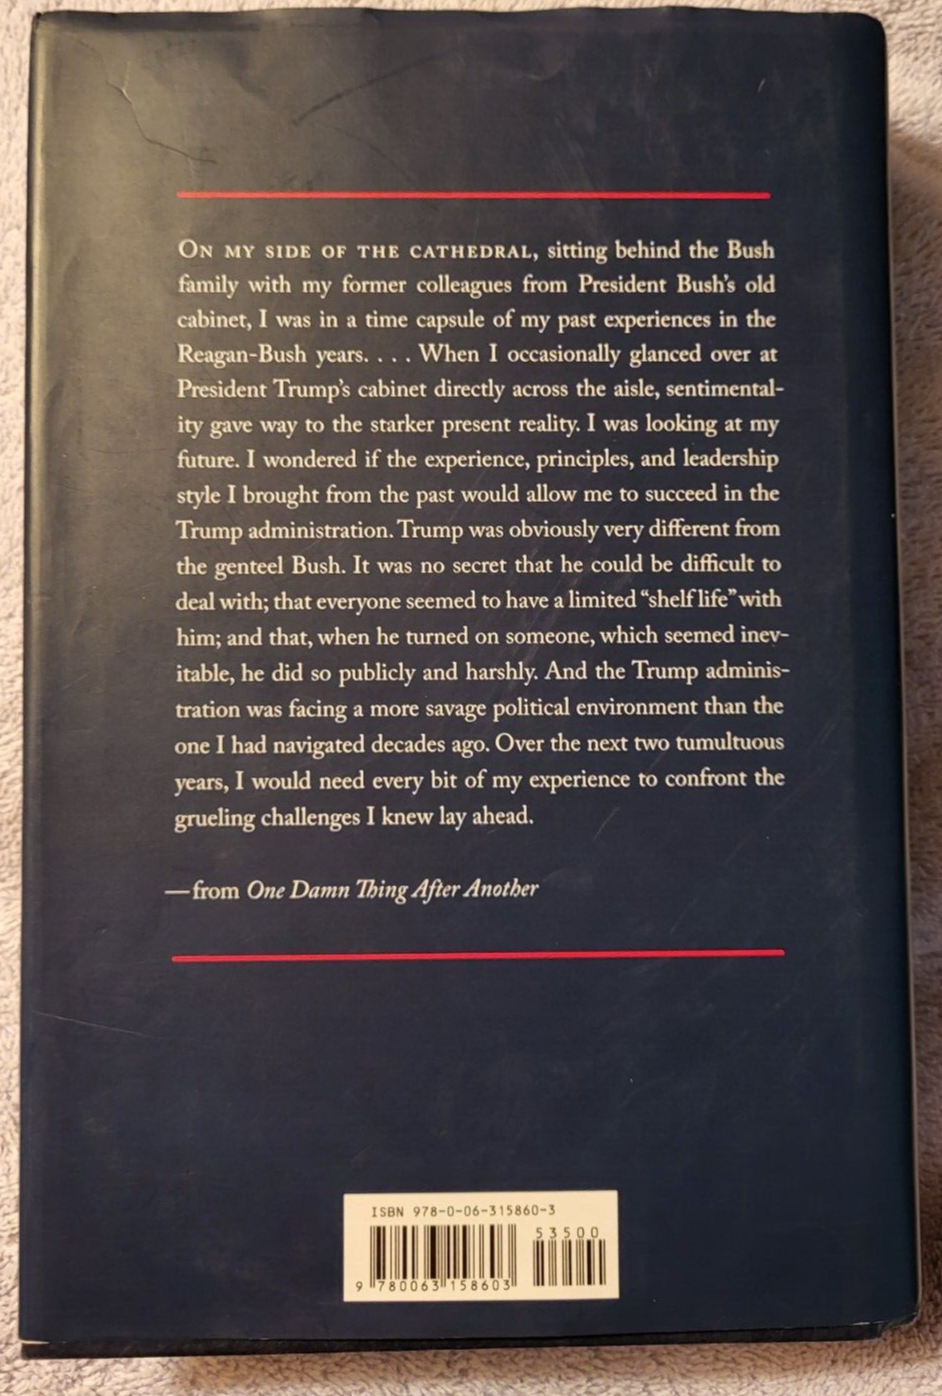 ON MY SIDE OF THE CATHEDRAL, sitting behind the Bush
family with my former colleagues from President Bush's old
cabinet, I was in a time capsule of my past experiences in the
Reagan-Bush years. . . . When I occasionally glanced over at
President Trump's cabinet directly across the aisle, sentimental-
ity gave way to the starker present reality. I was looking at my
future. I wondered if the experience, principles, and leadership
style I brought from the past would allow me to succeed in the
Trump administration. Trump was obviously very different from
the genteel Bush. It was no secret that he could be difficult to
deal with; that everyone seemed to have a limited “shelf life” with
him; and that, when he turned on someone, which seemed inev-
itable, he did so publicly and harshly. And the Trump adminis-
tration was facing a more savage political environment than the
one I had navigated decades ago. Over the next two tumultuous
years, I would need every bit of my experience to confront the
grueling challenges I knew lay ahead.
—from One Damn Thing After Another
ISBN 978-0-06-315860-3
53500
9 780063 158603